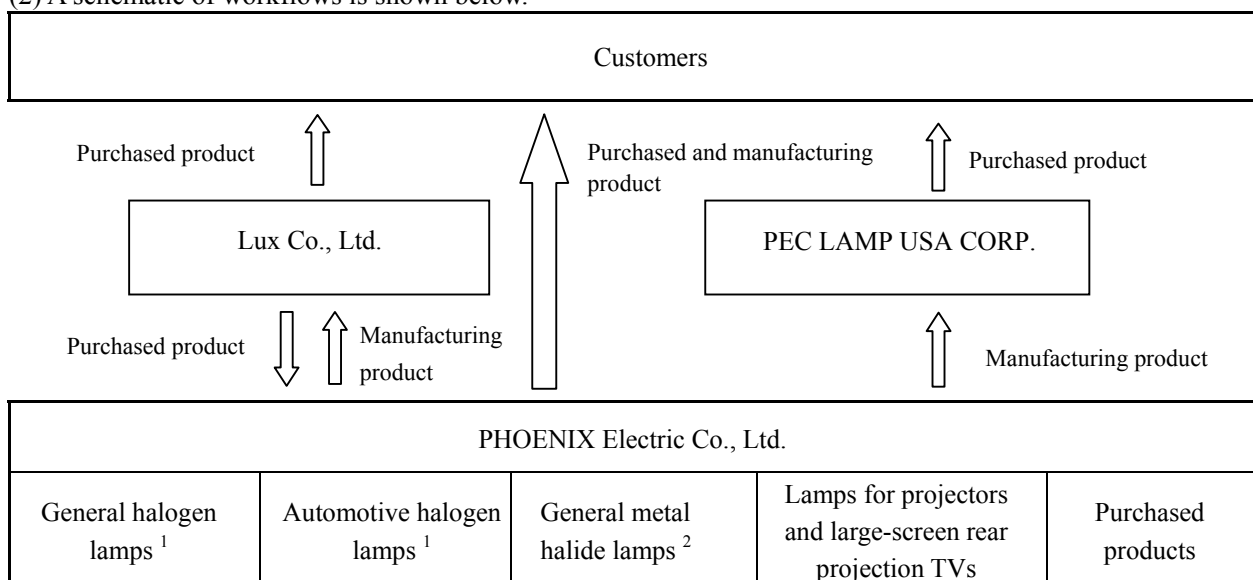 (2) A schematic of workflows is shown below.
Customers
Purchased product
Purchased and manufacturing
product
Purchased product
Lux Co., Ltd.
PEC LAMP USA CORP.
Purchased product
Manufacturing
product
Manufacturing product
PHOENIX Electric Co., Ltd.
General halogen
lamps 1
Automotive halogen
lamps 1
General metal
halide lamps 2
Lamps for projectors
and large-screen rear
projection TVs
Purchased
products